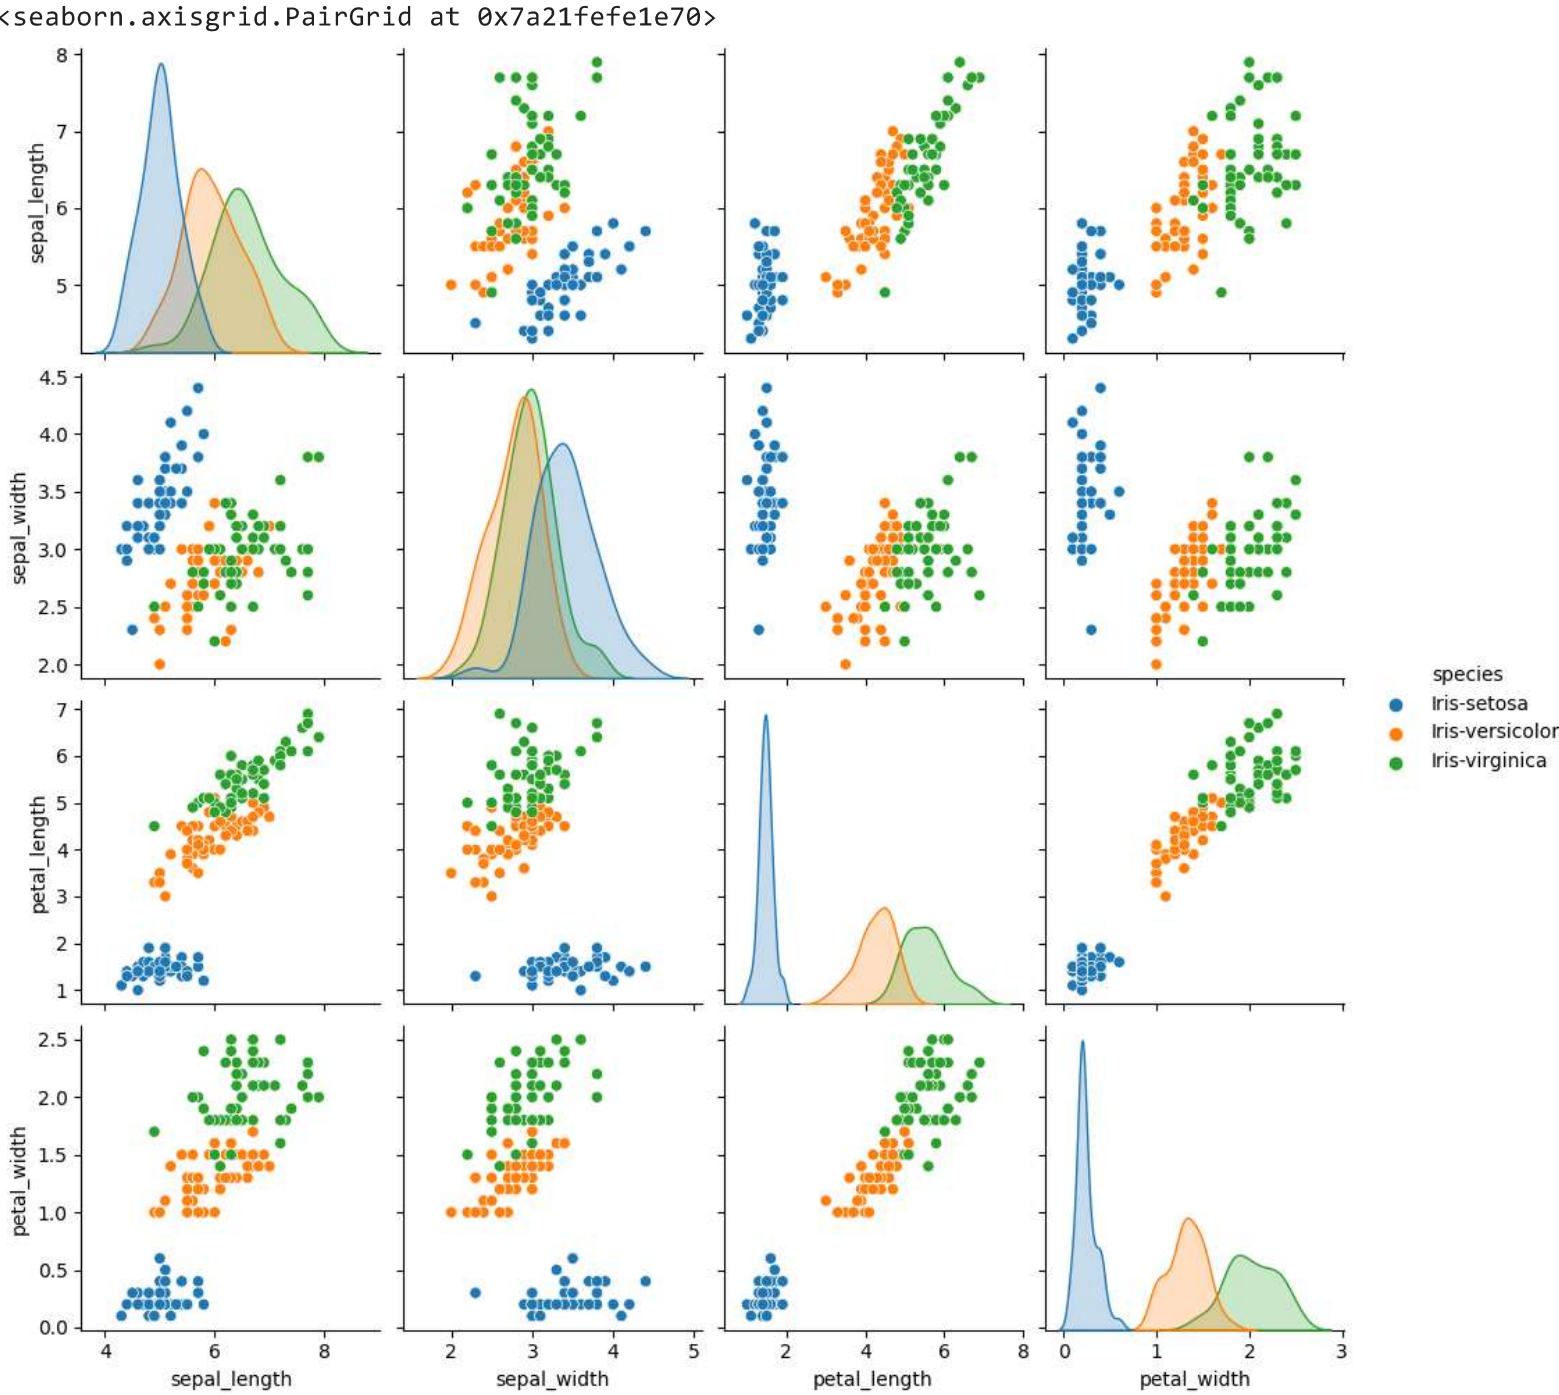 <seaborn.axisgrid.PairGrid at 0x7a21fefe1e70>
8
7
6
5
sepal_length
4.5
4.0
3.5
3.0
2.5
2.0
sepal_width
species
Iris-setosa
Iris-versicolor
Iris-virginica
7
6
5
4
3
2
1
petal_length
2.5
2.0
1.5
1.0
0.5
0.0
petal_width
4 6 8 2 3 4 5 2 4 6 8 0 1 2 3
sepal_length sepal_width petal_length petal_width